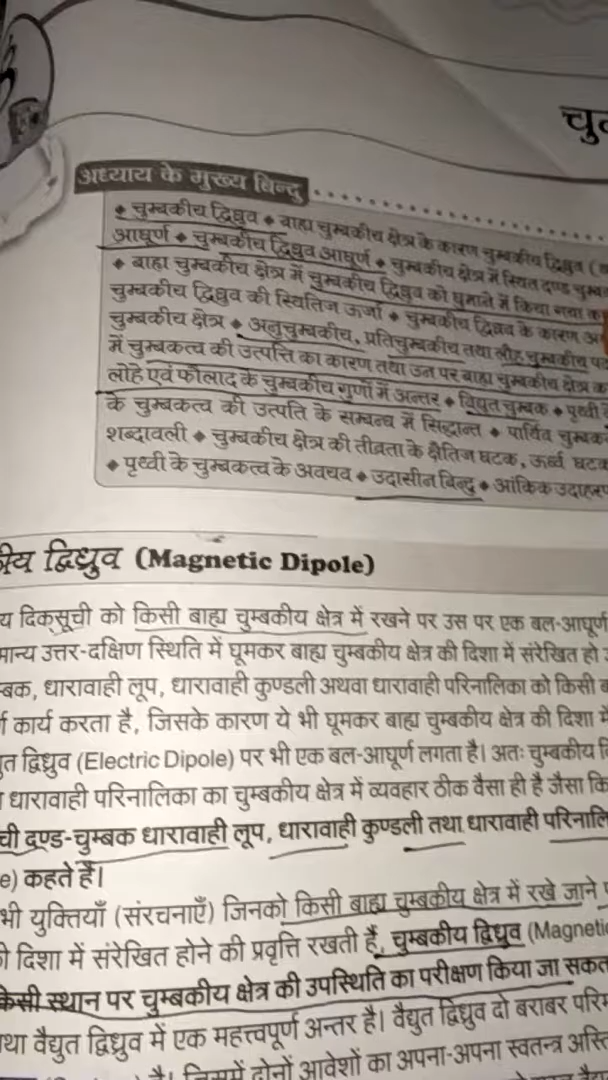 चु
अध्याय के मुख्य बिन्दु
• चुम्बकीय द्विध्रुव • बाह्य चुम्बकीय क्षेत्र के कारण चुम्बकीय द्विध्रुव (
आघूर्ण • चुम्बकीय द्विध्रुव आघूर्ण • चुम्बकीय क्षेत्र में स्थित दण्ड चुम्ब
• बाह्य चुम्बकीय क्षेत्र में चुम्बकीय द्विध्रुव को घुमाने में किया गया क
चुम्बकीय द्विध्रुव की स्थितिज ऊर्जा • चुम्बकीय द्विध्रुव के कारण अ
चुम्बकीय क्षेत्र • अनुचुम्बकीय, प्रतिचुम्बकीय तथा लौह चुम्बकीय प
में चुम्बकत्व की उत्पत्ति का कारण तथा उन पर बाह्य चुम्बकीय क्षेत्र क
लोहे एवं फौलाद के चुम्बकीय गुणों में अन्तर • विद्युत चुम्बक • पृथ्वी
के चुम्बकत्व की उत्पति के सम्बन्ध में सिद्धान्त • पार्थिव चुम्बक
शब्दावली • चुम्बकीय क्षेत्र की तीव्रता के क्षैतिज घटक, ऊर्ध्व घटक
• पृथ्वी के चुम्बकत्व के अवयव • उदासीन बिन्दु • आंकिक उदाहरण
ीय द्विध्रुव (Magnetic Dipole)
य दिक्सूची को किसी बाह्य चुम्बकीय क्षेत्र में रखने पर उस पर एक बल-आघूर्ण
मान्य उत्तर-दक्षिण स्थिति में घूमकर बाह्य चुम्बकीय क्षेत्र की दिशा में संरेखित हो
म्बक, धारावाही लूप, धारावाही कुण्डली अथवा धारावाही परिनालिका को किसी ब
कार्य करता है, जिसके कारण ये भी घूमकर बाह्य चुम्बकीय क्षेत्र की दिशा में
ुत द्विध्रुव (Electric Dipole) पर भी एक बल-आघूर्ण लगता है। अतः चुम्बकीय
धारावाही परिनालिका का चुम्बकीय क्षेत्र में व्यवहार ठीक वैसा ही है जैसा कि
ची दण्ड-चुम्बक धारावाही लूप, धारावाही कुण्डली तथा धारावाही परिनालि
e) कहते हैं।
भी युक्तियाँ (संरचनाएँ) जिनको किसी बाह्य चुम्बकीय क्षेत्र में रखे जाने
ी दिशा में संरेखित होने की प्रवृत्ति रखती हैं, चुम्बकीय द्विध्रुव (Magnetic
किसी स्थान पर चुम्बकीय क्षेत्र की उपस्थिति का परीक्षण किया जा सकत
था वैद्युत द्विध्रुव में एक महत्त्वपूर्ण अन्तर है। वैद्युत द्विध्रुव दो बराबर परिम
है। जिसमें दोनों आवेशों का अपना-अपना स्वतन्त्र अस्ति